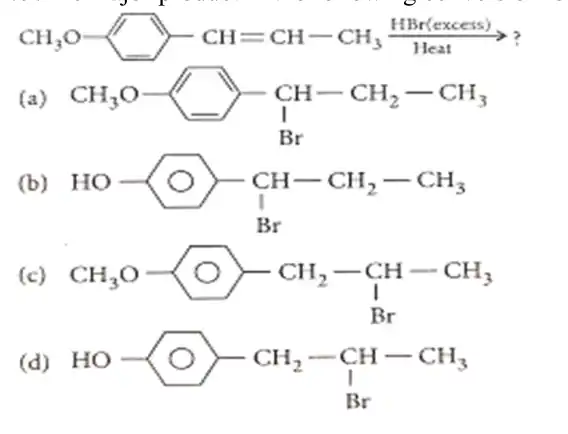 CH₃O— —CH=CH—CH₃ HBr(excess) Heat ?
(a) CH₃O— —CH—CH₂—CH₃
Br
(b) HO— —CH—CH₂—CH₃
Br
(c) CH₃O— —CH₂—CH—CH₃
Br
(d) HO— —CH₂—CH—CH₃
Br